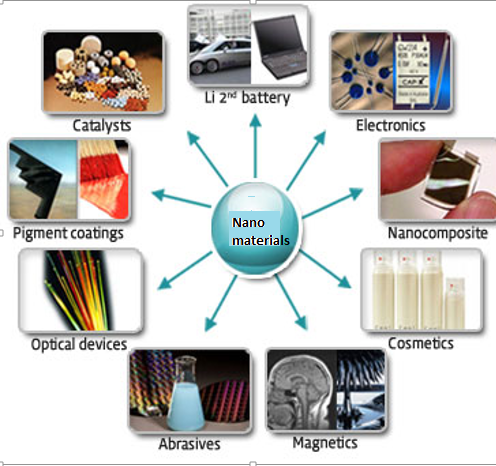 Li 2nd battery
Catalysts
Electronics
Pigment coatings
Nano
materials
Nanocomposite
Optical devices
Cosmetics
Abrasives
Magnetics